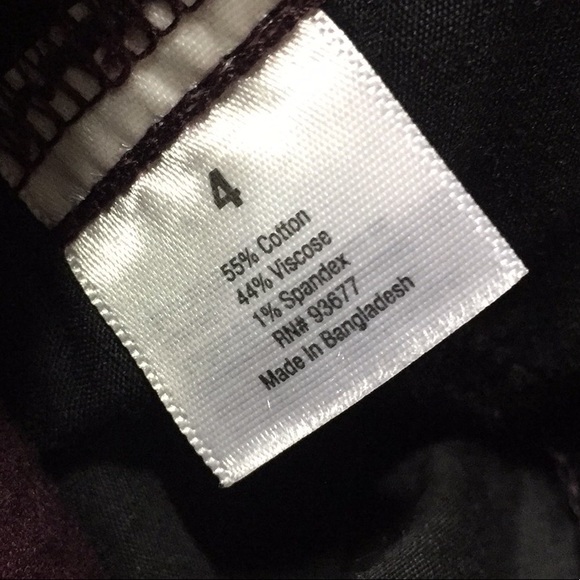 4
55% Cotton
44% Viscose
1% Spandex
RN# 93677
Made In Bangladesh